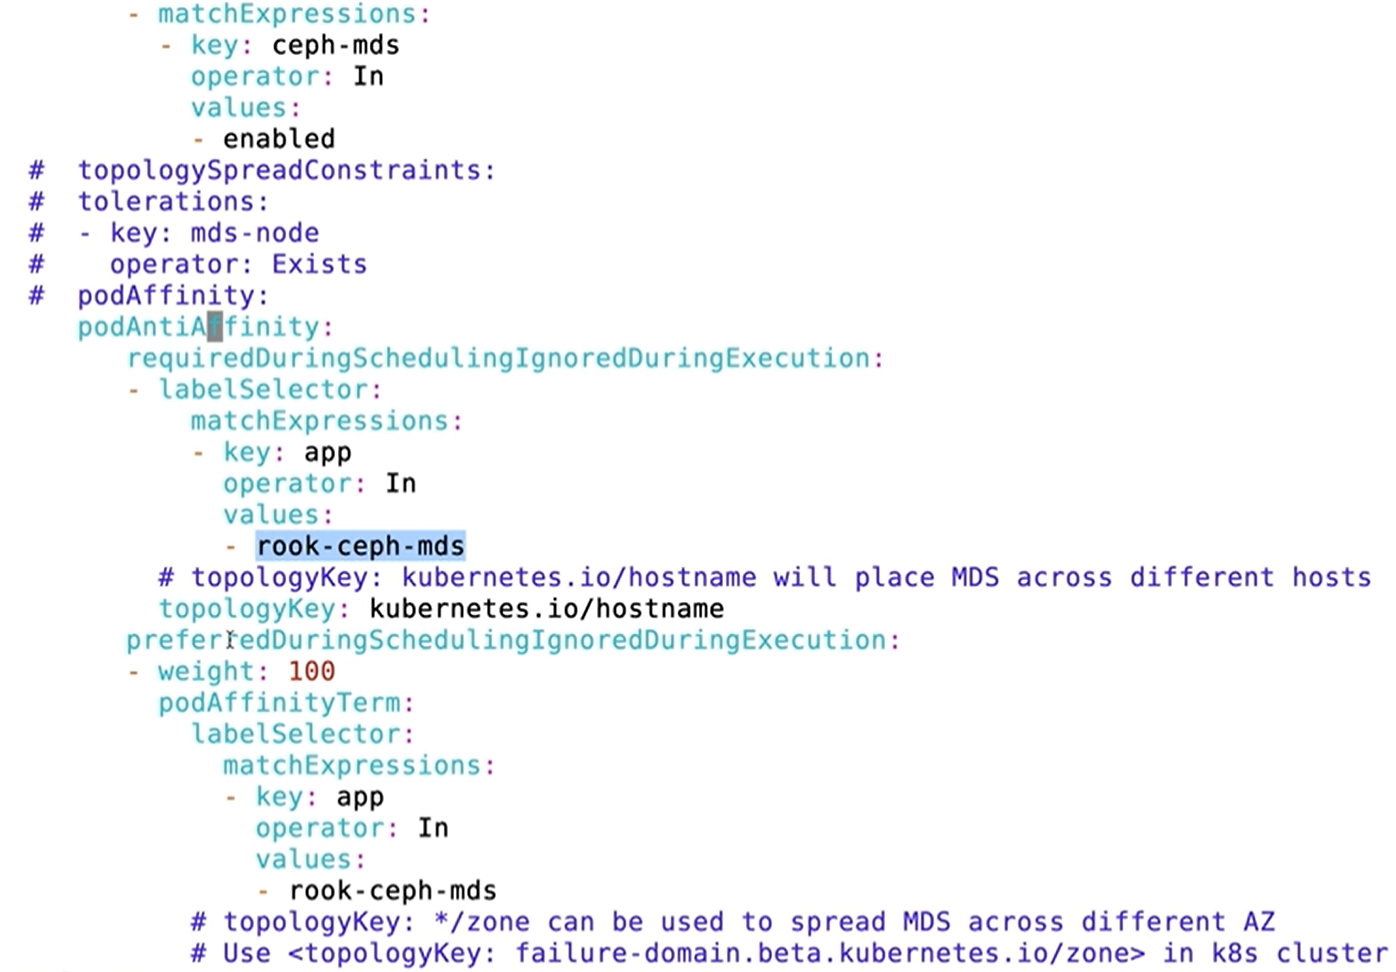 - matchExpressions:
- key: ceph-mds
operator: In
values:
- enabled
# topologySpreadConstraints:
# tolerations:
# - key: mds-node
# operator: Exists
# podAffinity:
podAntiAffinity:
requiredDuringSchedulingIgnoredDuringExecution:
- labelSelector:
matchExpressions:
- key: app
operator: In
values:
- rook-ceph-mds
# topologyKey: kubernetes.io/hostname will place MDS across different hosts
topologyKey: kubernetes.io/hostname
preferredDuringSchedulingIgnoredDuringExecution:
- weight: 100
podAffinityTerm:
labelSelector:
matchExpressions:
- key: app
operator: In
values:
- rook-ceph-mds
# topologyKey: */zone can be used to spread MDS across different AZ
# Use <topologyKey: failure-domain.beta.kubernetes.io/zone> in k8s cluster